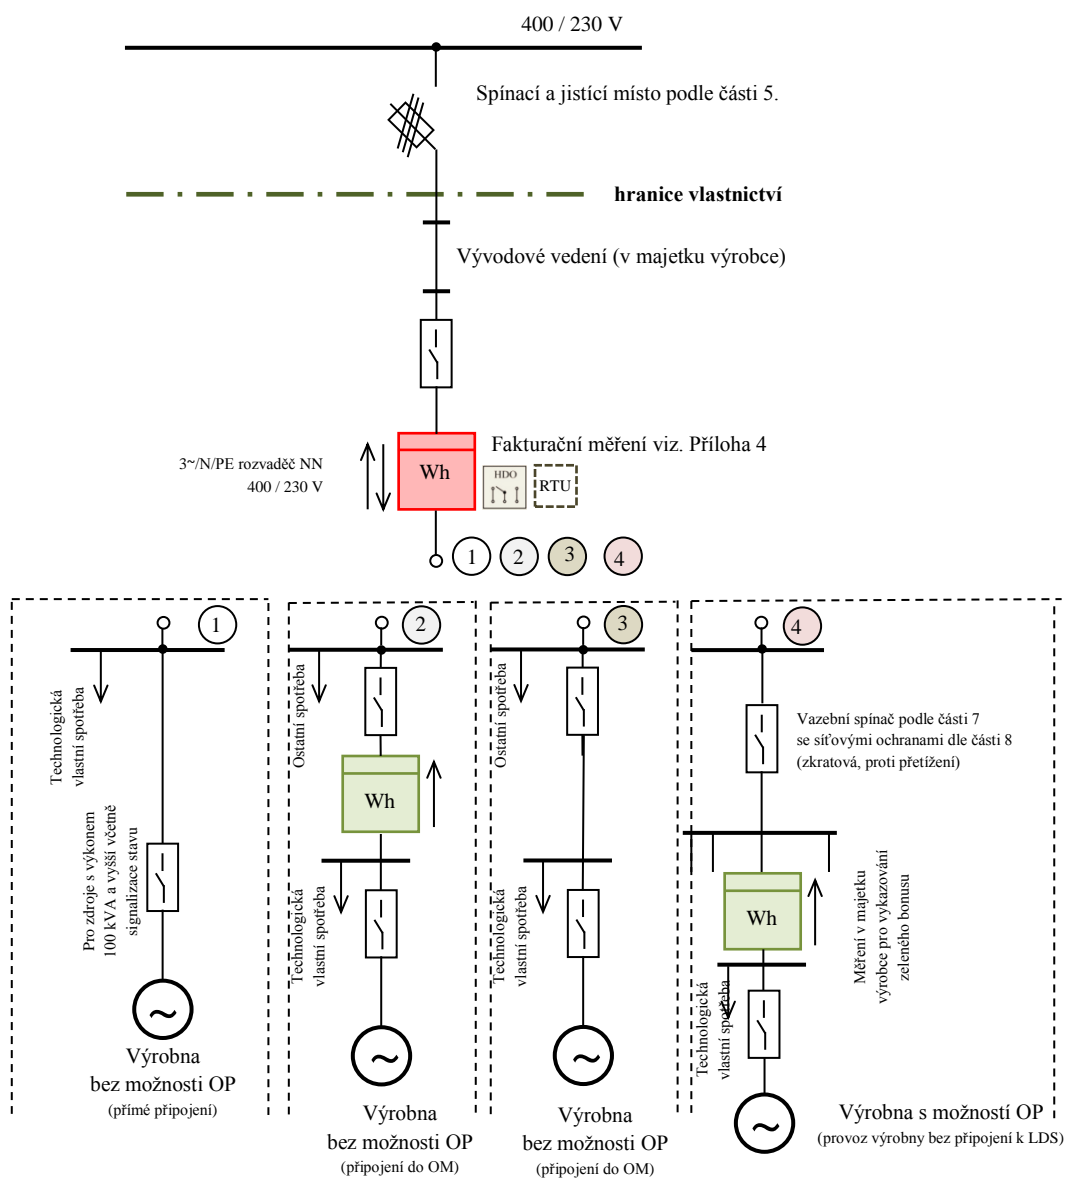 400 / 230 V
Spínací a jistící místo podle části 5.
hranice vlastnictví
Vývodové vedení (v majetku výrobce)
Fakturační měření viz. Příloha 4
3~/N/PE rozvaděč NN
400 / 230 V
Wh
HDO
RTU
1
2
3
4
1
Technologická
vlastní spotřeba
Pro zdroje s výkonem
100 kVA a vyšší včetně
signalizace stavu
~
Výrobna
bez možnosti OP
(přímé připojení)
2
Ostatní spotřeba
Wh
Technologická
vlastní spotřeba
~
Výrobna
bez možnosti OP
(připojení do OM)
3
Ostatní spotřeba
Technologická
vlastní spotřeba
~
Výrobna
bez možnosti OP
(připojení do OM)
4
Vazební spínač podle části 7
se síťovými ochranami dle části 8
(zkratová, proti přetížení)
Wh
Měření v majetku
výrobce pro vykazování
zeleného bonusu
Technologická
vlastní spotřeba
~
Výrobna s možností OP
(provoz výrobny bez připojení k LDS)